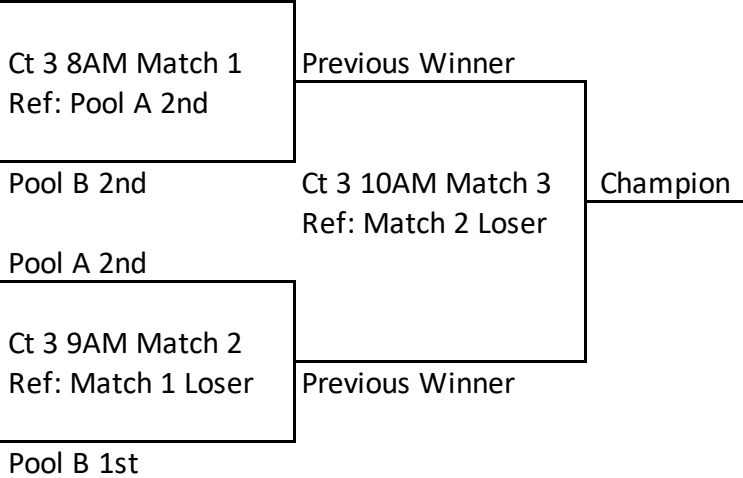 Ct 3 8AM Match 1
Ref: Pool A 2nd
Previous Winner
Pool B 2nd
Ct 3 10AM Match 3
Ref: Match 2 Loser
Champion
Pool A 2nd
Ct 3 9AM Match 2
Ref: Match 1 Loser
Previous Winner
Pool B 1st